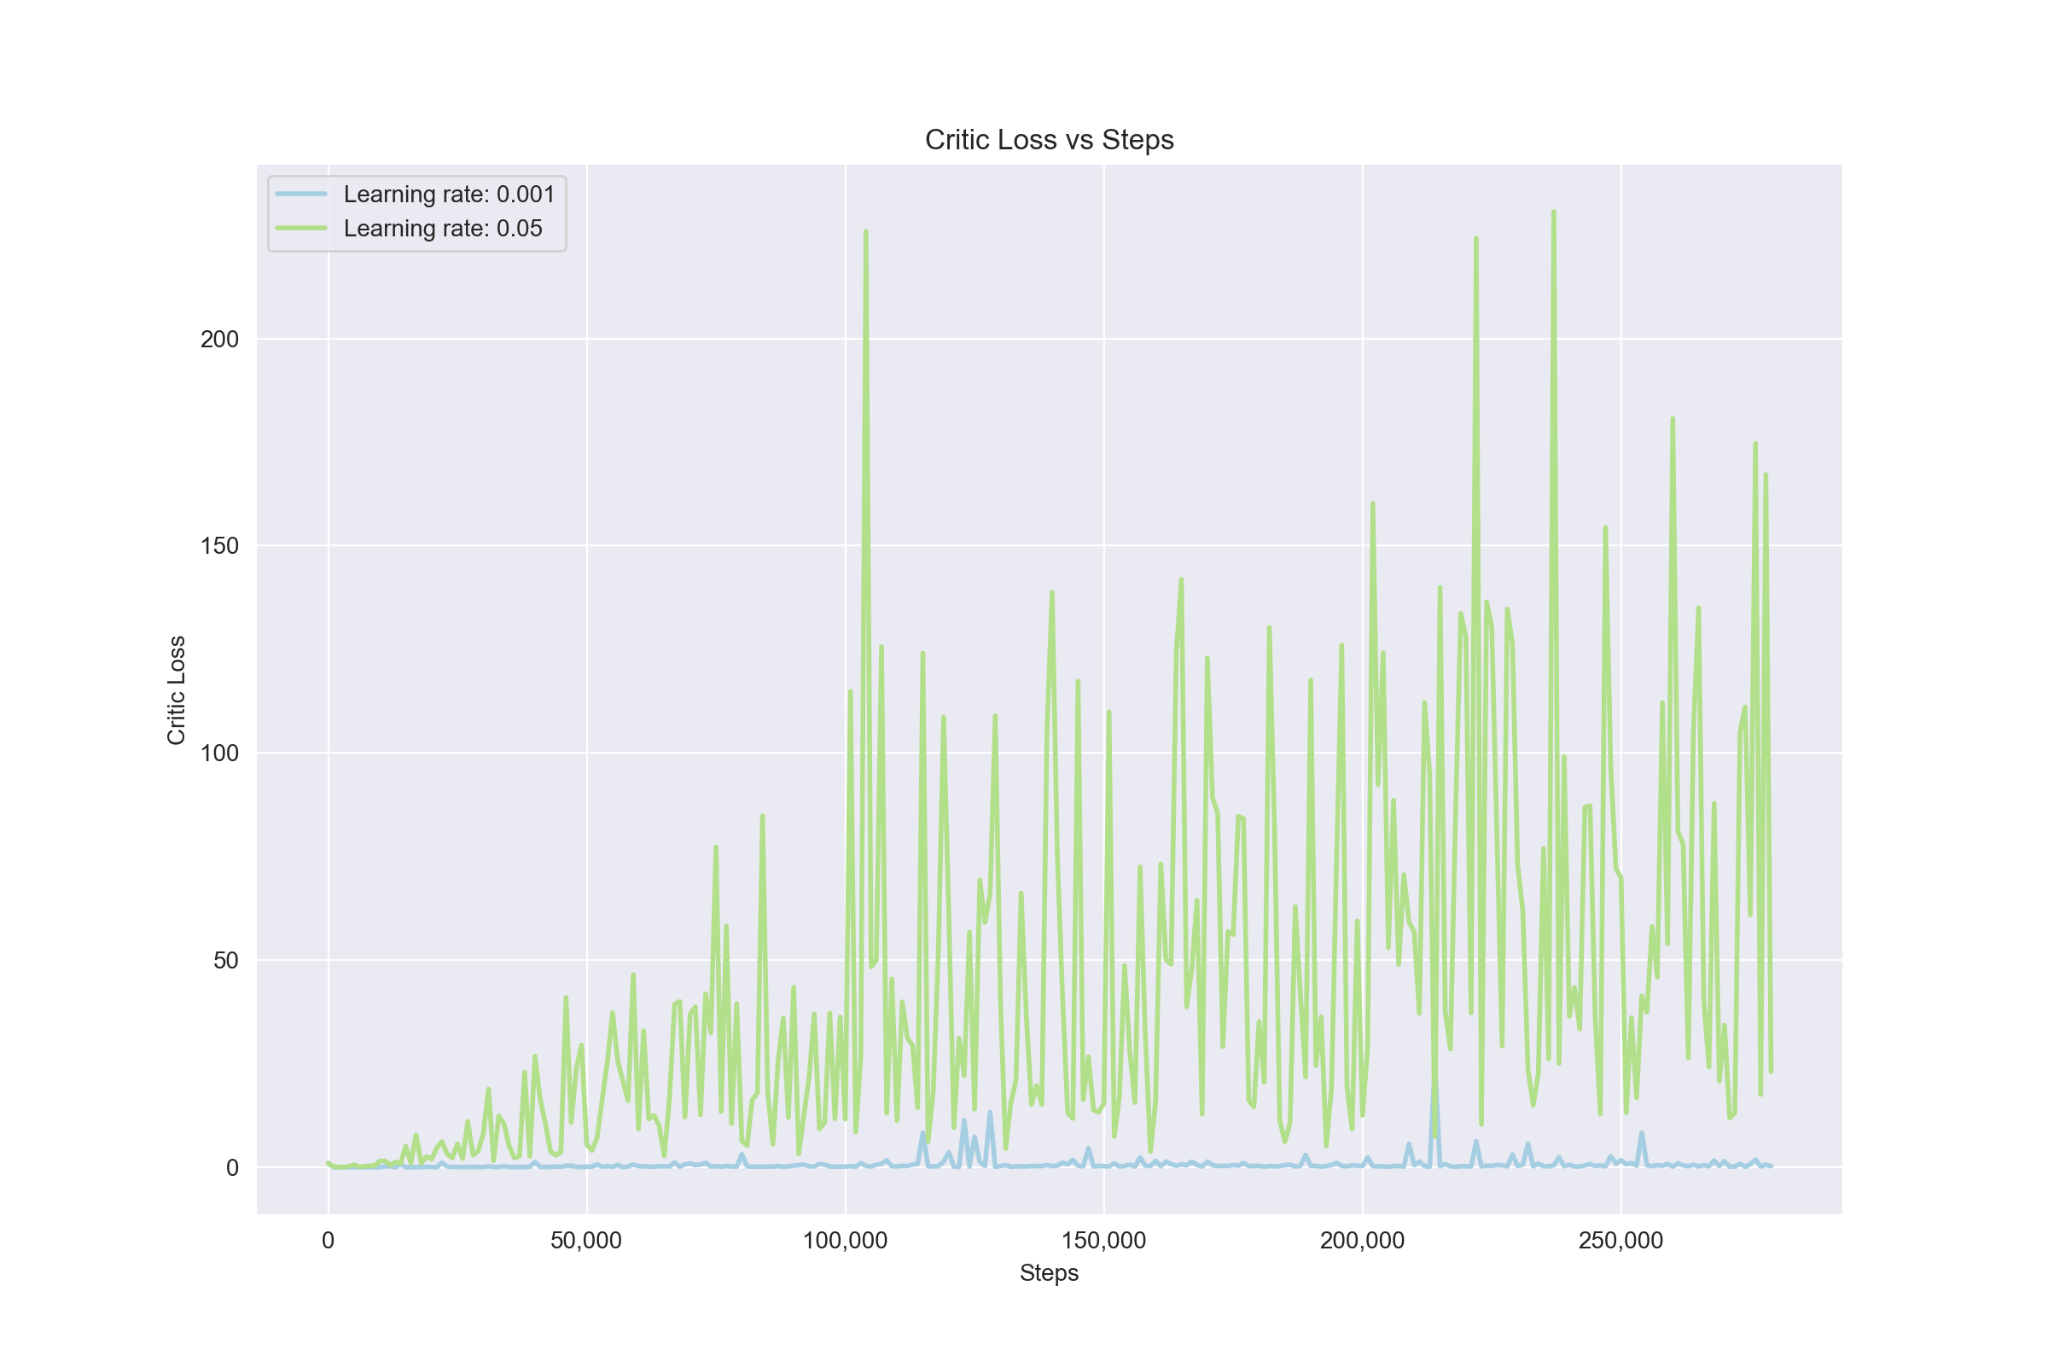 Critic Loss vs Steps
Learning rate: 0.001
Learning rate: 0.05
Critic Loss
200
150
100
50
0
0
50,000
100,000
150,000
200,000
250,000
Steps